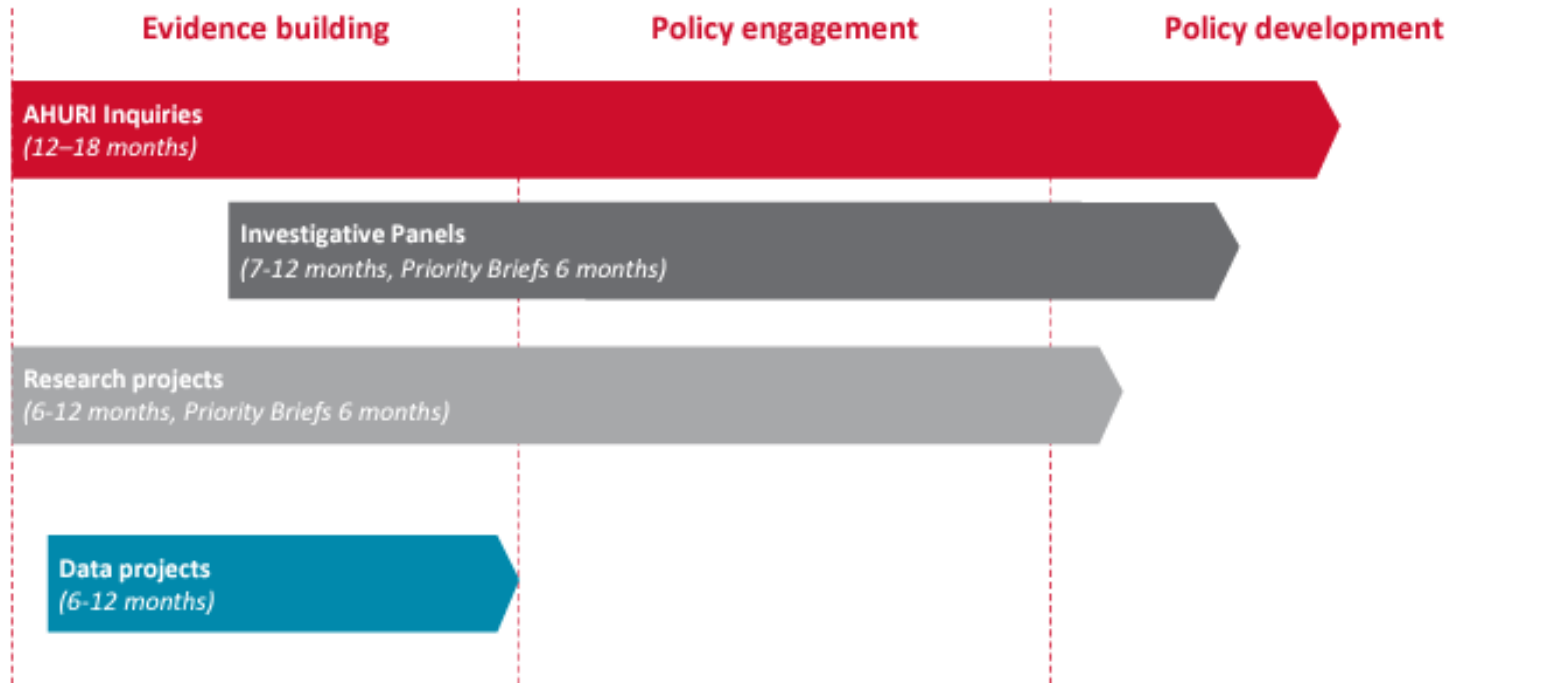 Evidence building
Policy engagement
Policy development
AHURI Inquiries
(12–18 months)
Investigative Panels
(7-12 months, Priority Briefs 6 months)
Research projects
(6-12 months, Priority Briefs 6 months)
Data projects
(6-12 months)